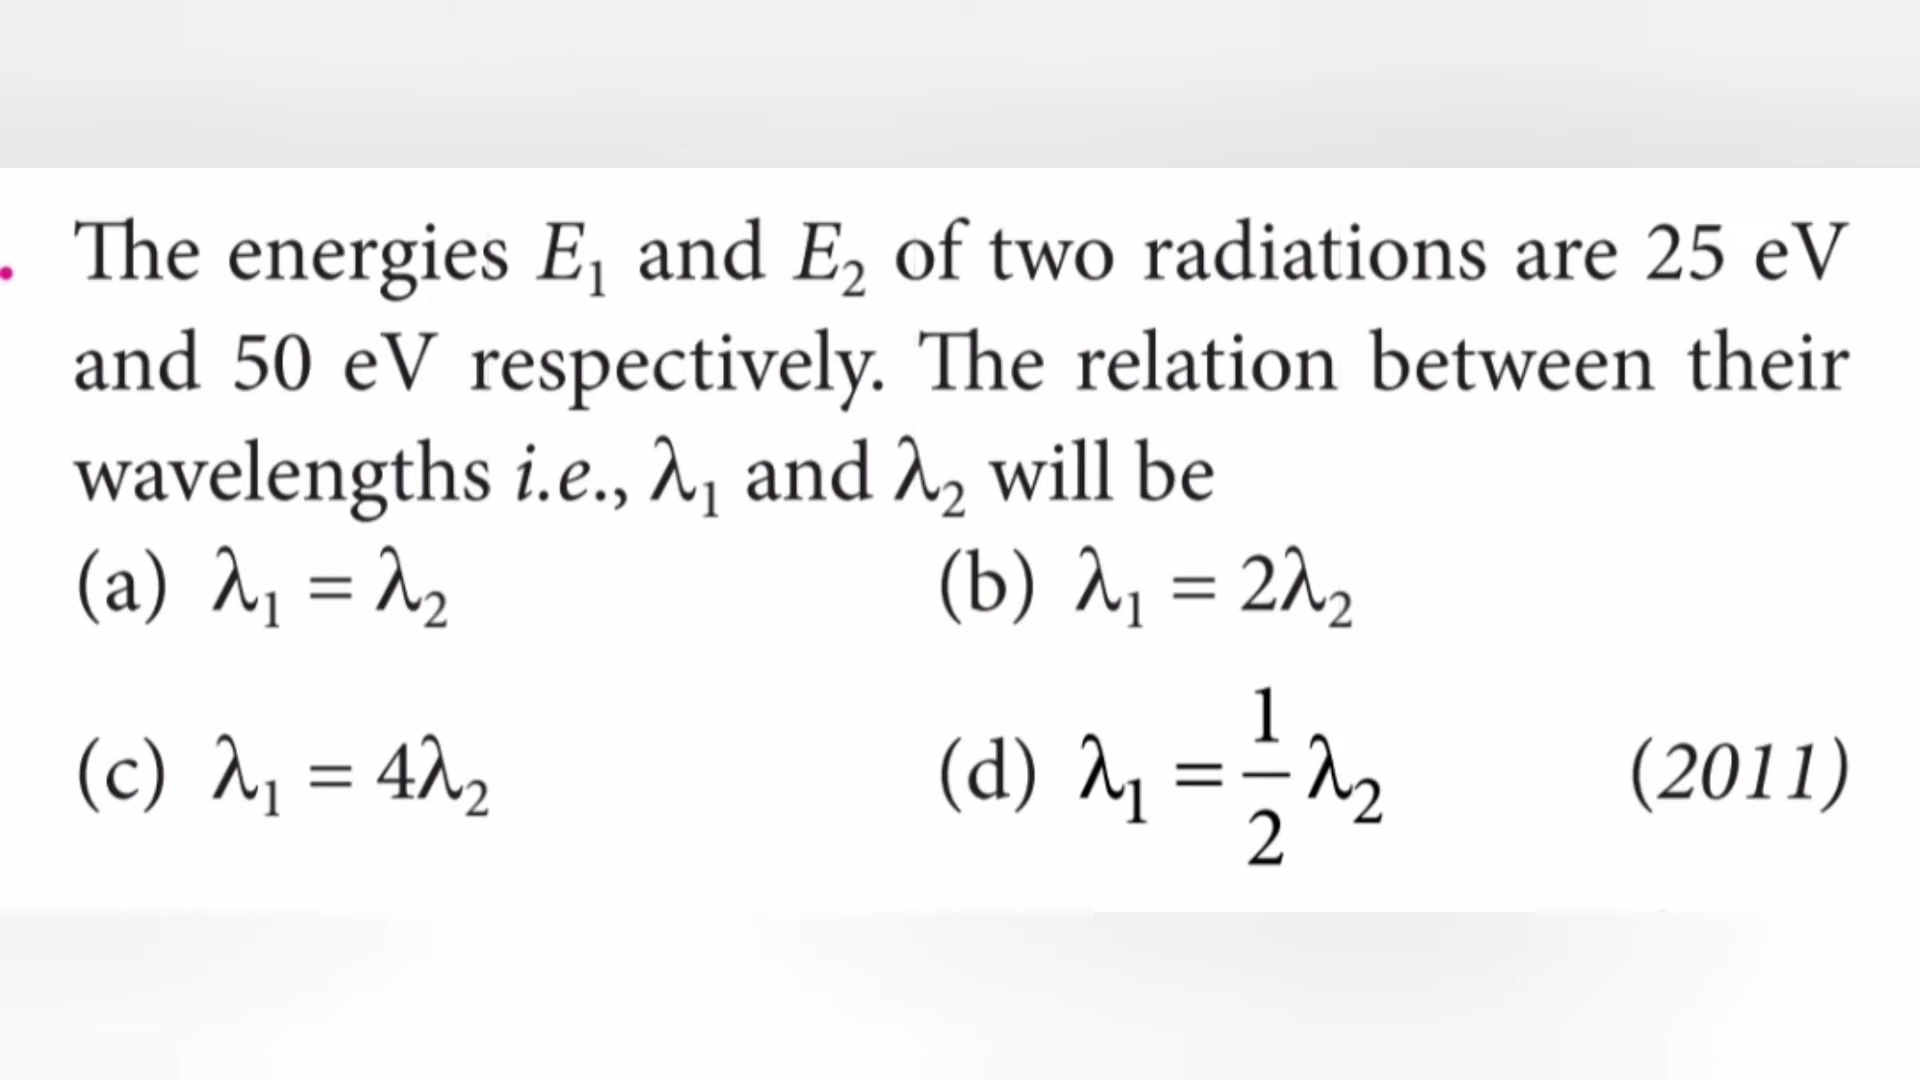 . The energies E₁ and E₂ of two radiations are 25 eV
and 50 eV respectively. The relation between their
wavelengths i.e., λ₁ and λ₂ will be
(a) λ₁ = λ₂ (b) λ₁ = 2λ₂
(c) λ₁ = 4λ₂ (d) λ₁ = 1/2 λ₂ (2011)